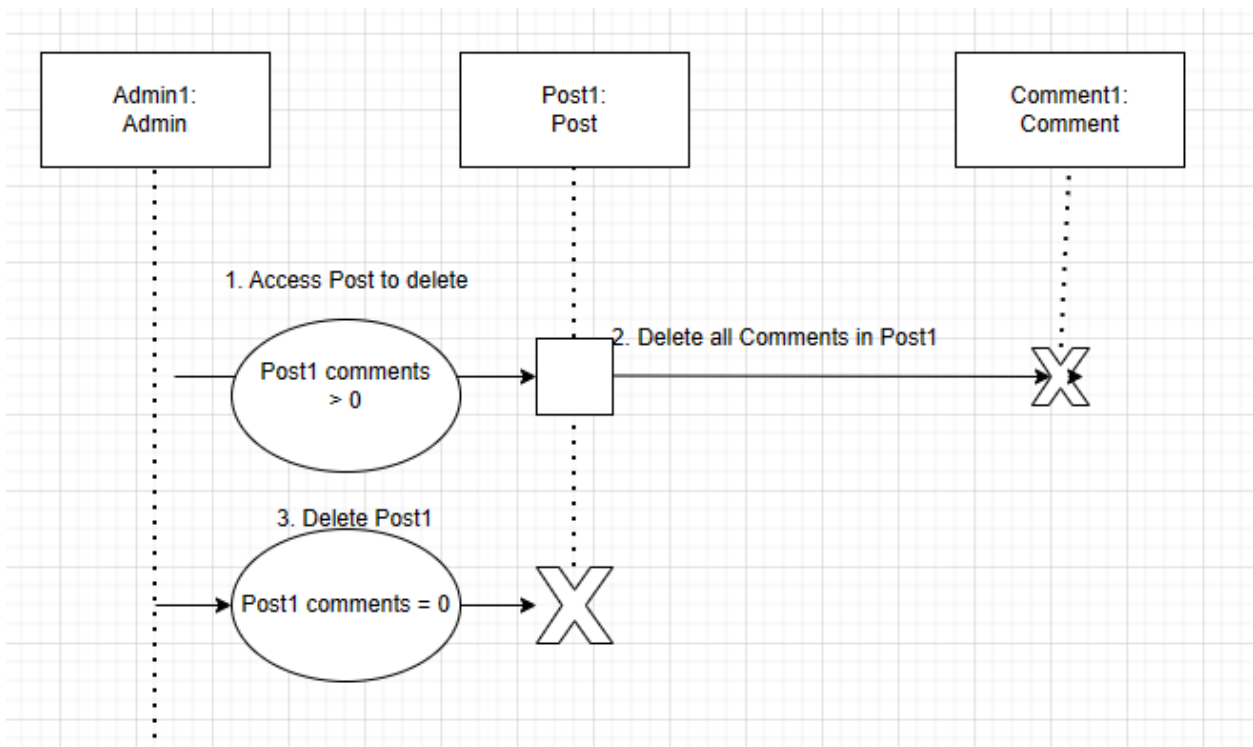 Admin1:
Admin
Post1:
Post
Comment1:
Comment
1. Access Post to delete
2. Delete all Comments in Post1
Post1 comments
> 0
3. Delete Post1
Post1 comments = 0